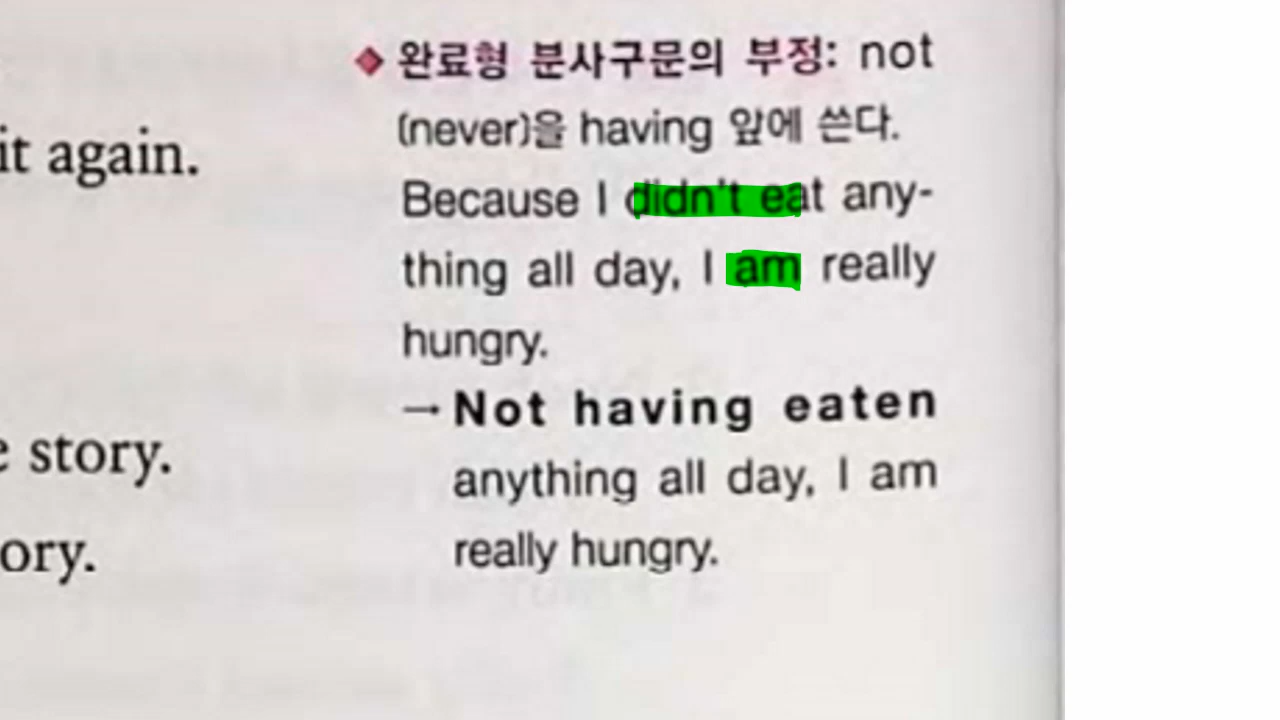 it again.
e story.
ory.
◆ 완료형 분사구문의 부정: not
(never)을 having 앞에 쓴다.
Because I didn't eat any-
thing all day, I am really
hungry.
→ Not having eaten
anything all day, I am
really hungry.